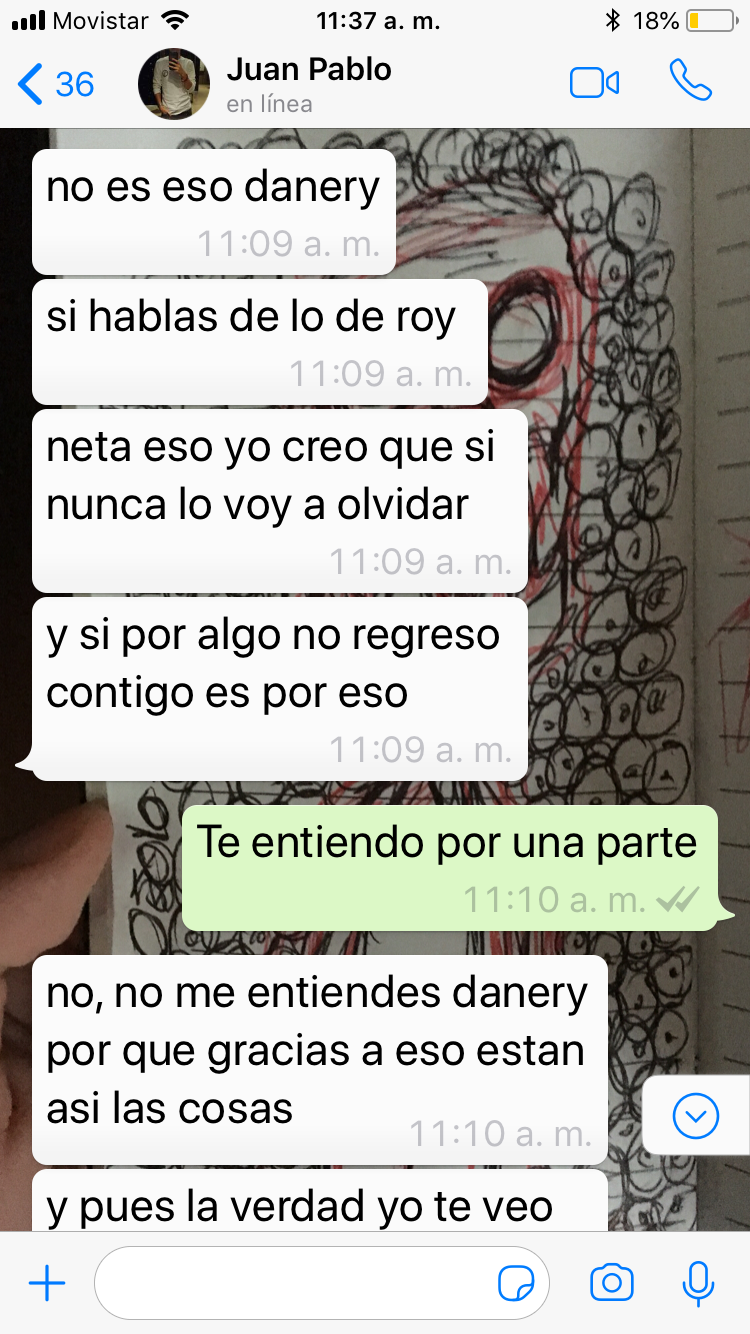 Movistar 11:37 a. m. 18%
36 Juan Pablo
en línea
no es eso danery
11:09 a. m.
si hablas de lo de roy
11:09 a. m.
neta eso yo creo que si
nunca lo voy a olvidar
11:09 a. m.
y si por algo no regreso
contigo es por eso
11:09 a. m.
Te entiendo por una parte
11:10 a. m.
no, no me entiendes danery
por que gracias a eso estan
asi las cosas
11:10 a. m.
y pues la verdad yo te veo